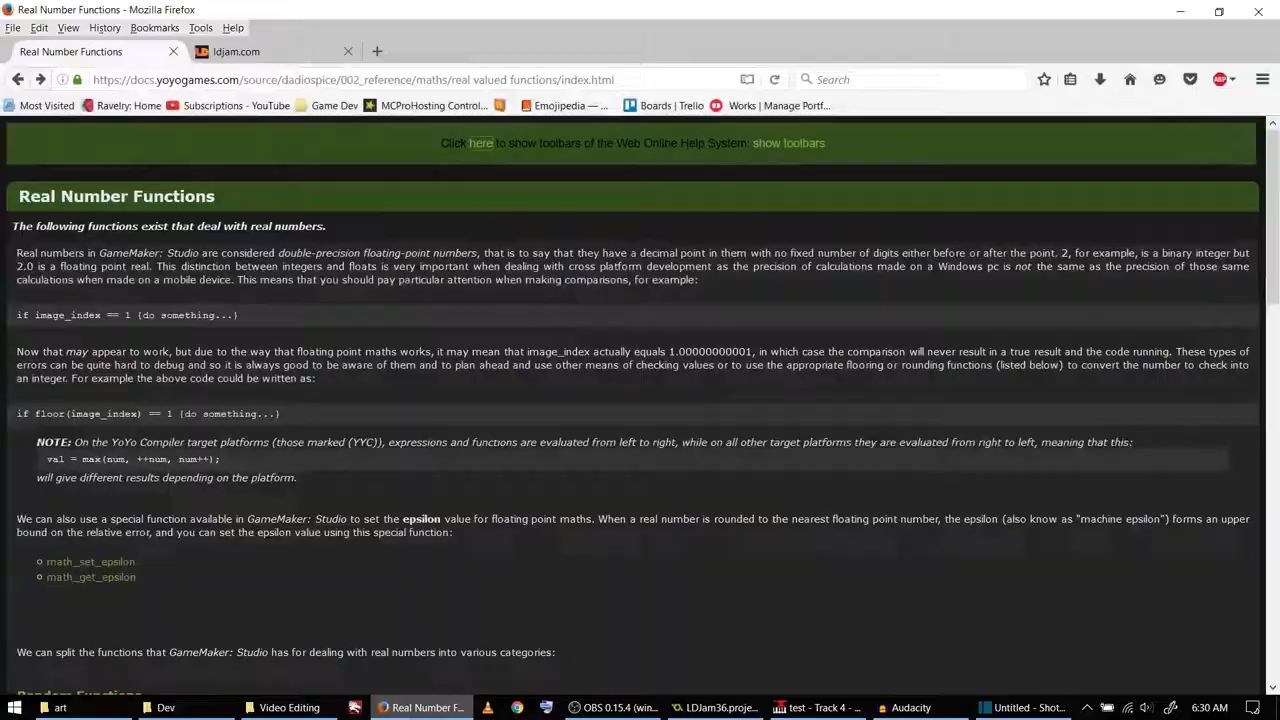 Real Number Functions - Mozilla Firefox
File Edit View History Bookmarks Tools Help
Real Number Functions
ldjam.com
https://docs.yoyogames.com/source/dadiospice/002_reference/maths/real valued functions/index.html
Search
ABP
Most Visited Ravelry: Home Subscriptions - YouTube Game Dev MCProHosting Control... Emojipedia — ... Boards | Trello Works | Manage Portf...
Click here to show toolbars of the Web Online Help System: show toolbars
Real Number Functions
The following functions exist that deal with real numbers.
Real numbers in GameMaker: Studio are considered double-precision floating-point numbers, that is to say that they have a decimal point in them with no fixed number of digits either before or after the point. 2, for example, is a binary integer but
2.0 is a floating point real. This distinction between integers and floats is very important when dealing with cross platform development as the precision of calculations made on a Windows pc is not the same as the precision of those same
calculations when made on a mobile device. This means that you should pay particular attention when making comparisons, for example:
if image_index == 1 {do something...}
Now that may appear to work, but due to the way that floating point maths works, it may mean that image_index actually equals 1.00000000001, in which case the comparison will never result in a true result and the code running. These types of
errors can be quite hard to debug and so it is always good to be aware of them and to plan ahead and use other means of checking values or to use the appropriate flooring or rounding functions (listed below) to convert the number to check into
an integer. For example the above code could be written as:
if floor(image_index) == 1 {do something...}
NOTE: On the YoYo Compiler target platforms (those marked (YYC)), expressions and functions are evaluated from left to right, while on all other target platforms they are evaluated from right to left, meaning that this:
val = max(num, ++num, num++);
will give different results depending on the platform.
We can also use a special function available in GameMaker: Studio to set the epsilon value for floating point maths. When a real number is rounded to the nearest floating point number, the epsilon (also know as "machine epsilon") forms an upper
bound on the relative error, and you can set the epsilon value using this special function:
math_set_epsilon
math_get_epsilon
We can split the functions that GameMaker: Studio has for dealing with real numbers into various categories:
Random Functions
art Dev Video Editing Real Number F... OBS 0.15.4 (win... LDJam36.proje... test - Track 4 - ... Audacity Untitled - Shot... 6:30 AM